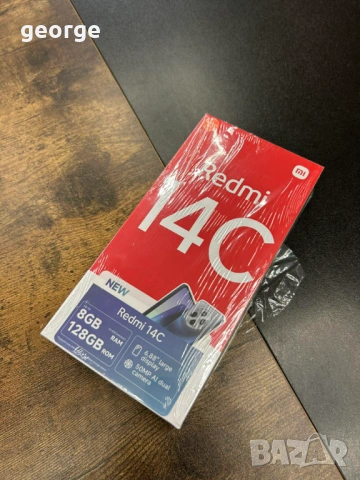 george
mi
Redmi
14C
NEW
Redmi 14C
8GB RAM
128GB ROM
6.88" large display
50MP AI dual camera
BAZAR